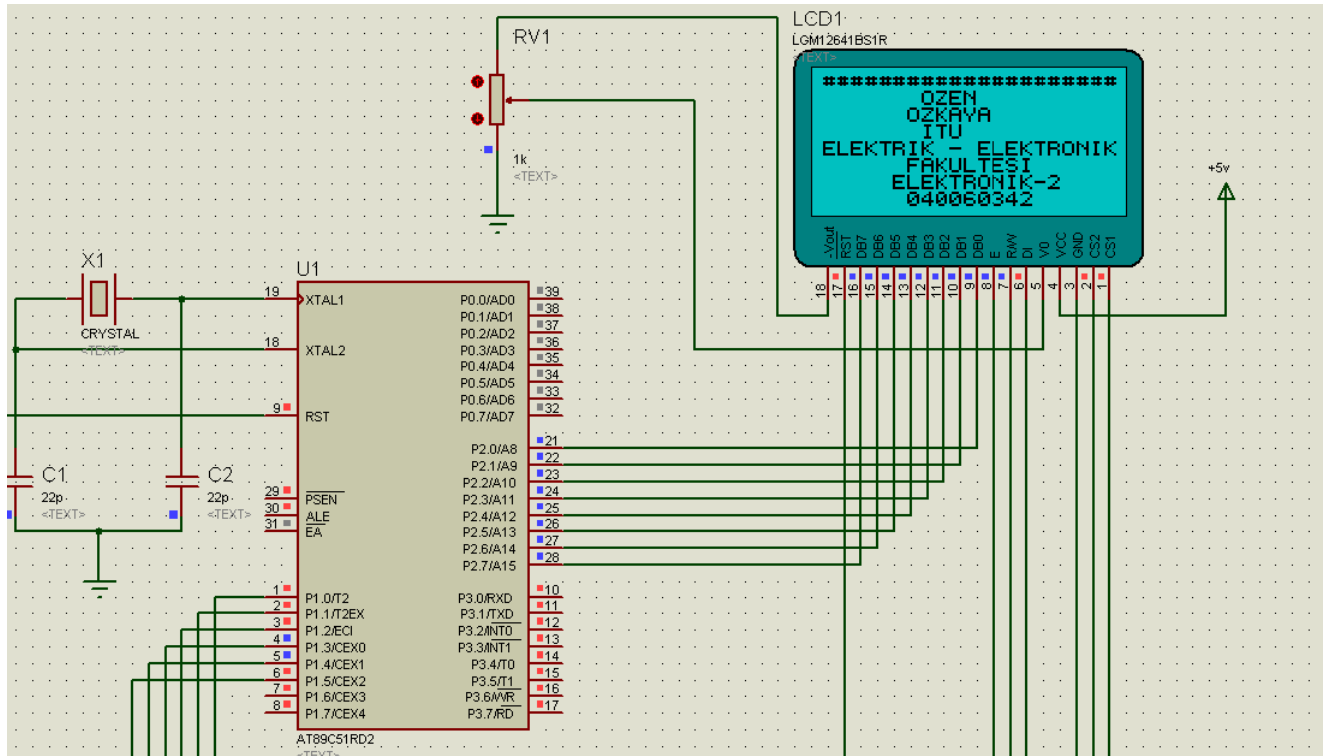 RV1
1k
<TEXT>
LCD1
LGM12641BS1R
<TEXT>
####################
OZEN
OZKAYA
ITU
ELEKTRIK - ELEKTRONIK
FAKULTESI
ELEKTRONIK-2
040060342
-Vout
RST
DB7
DB6
DB5
DB4
DB3
DB2
DB1
DB0
E
R/W
DI
V0
VCC
GND
CS2
CS1
18
17
16
15
14
13
12
11
10
9
8
7
6
5
4
3
2
1
+5v
X1
CRYSTAL
<TEXT>
C1
22p
<TEXT>
C2
22p
<TEXT>
U1
19 XTAL1
18 XTAL2
9 RST
29 PSEN
30 ALE
31 EA
1 P1.0/T2
2 P1.1/T2EX
3 P1.2/ECI
4 P1.3/CEX0
5 P1.4/CEX1
6 P1.5/CEX2
7 P1.6/CEX3
8 P1.7/CEX4
P0.0/AD0 39
P0.1/AD1 38
P0.2/AD2 37
P0.3/AD3 36
P0.4/AD4 35
P0.5/AD5 34
P0.6/AD6 33
P0.7/AD7 32
P2.0/A8 21
P2.1/A9 22
P2.2/A10 23
P2.3/A11 24
P2.4/A12 25
P2.5/A13 26
P2.6/A14 27
P2.7/A15 28
P3.0/RXD 10
P3.1/TXD 11
P3.2/INT0 12
P3.3/INT1 13
P3.4/T0 14
P3.5/T1 15
P3.6/WR 16
P3.7/RD 17
AT89C51RD2
<TEXT>